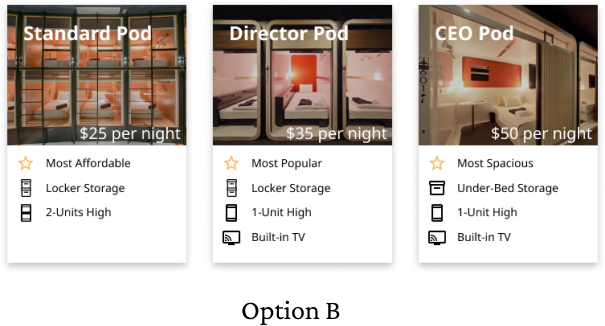 Standard Pod
$25 per night
Most Affordable
Locker Storage
2-Units High
Director Pod
$35 per night
Most Popular
Locker Storage
1-Unit High
Built-in TV
CEO Pod
$50 per night
Most Spacious
Under-Bed Storage
1-Unit High
Built-in TV
Option B